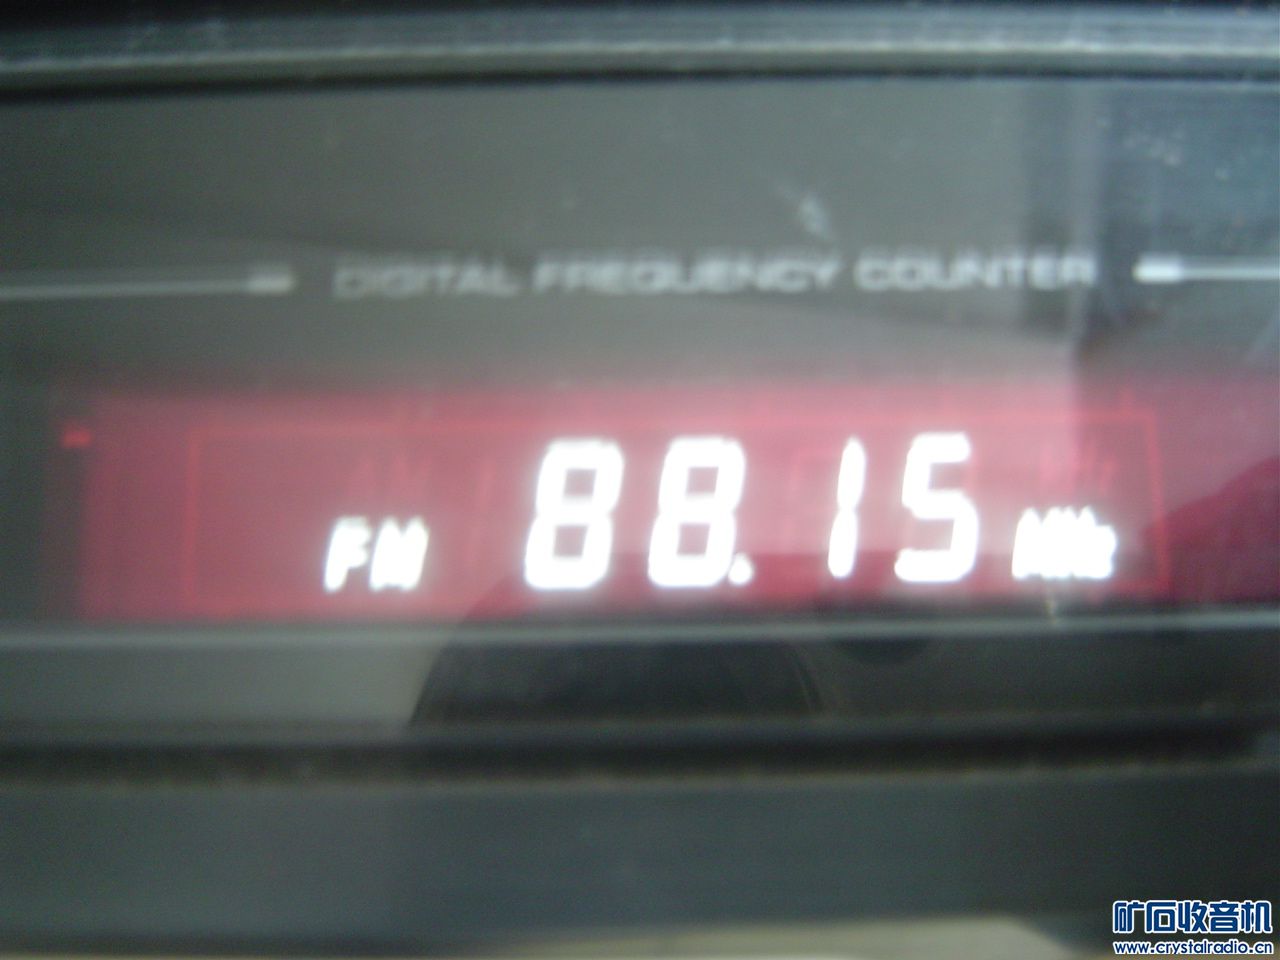 DIGITAL FREQUENCY COUNTER
FM 88.15 MHz
矿石收音机
www.crystalradio.cn